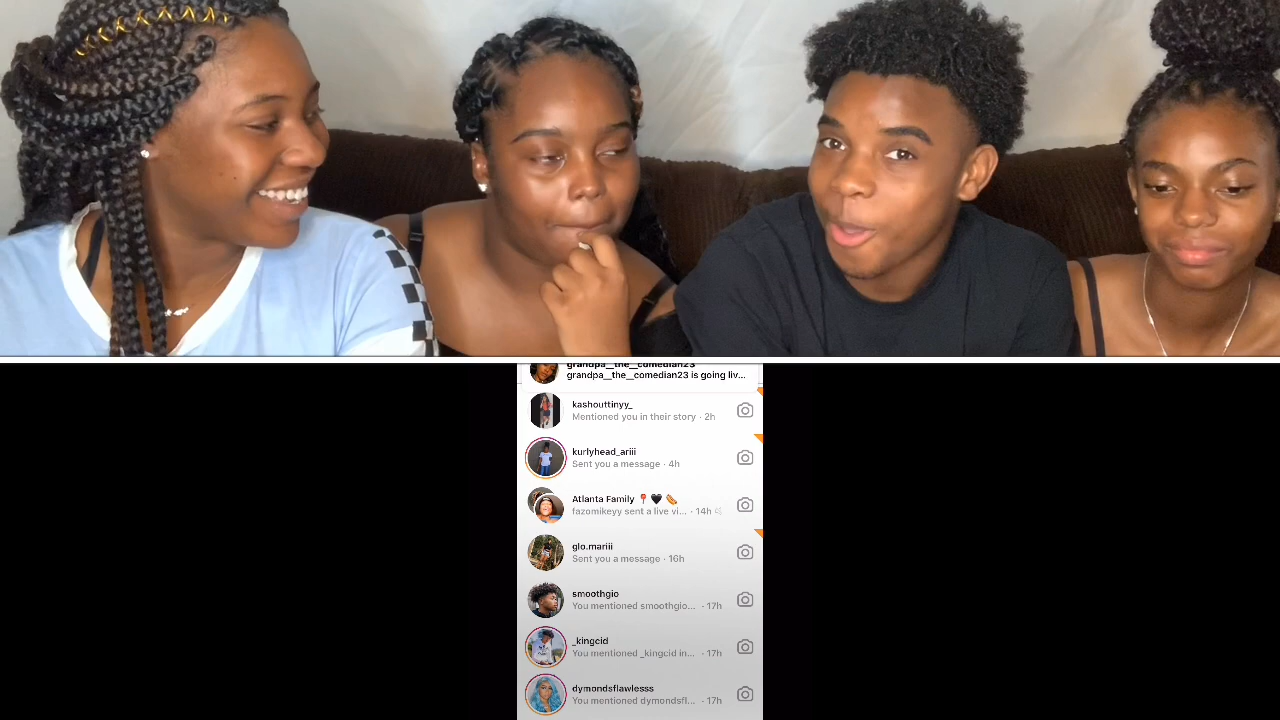 grandpa__the__comedian23
grandpa__the__comedian23 is going liv...
kashouttinyy_
Mentioned you in their story · 2h
kurlyhead_ariii
Sent you a message · 4h
Atlanta Family 📍🖤🌭
fazomikeyy sent a live vi... · 14h
glo.mariii
Sent you a message · 16h
smoothgio
You mentioned smoothgio... · 17h
_kingcid
You mentioned _kingcid in... · 17h
dymondsflawlesss
You mentioned dymondsfl... · 17h